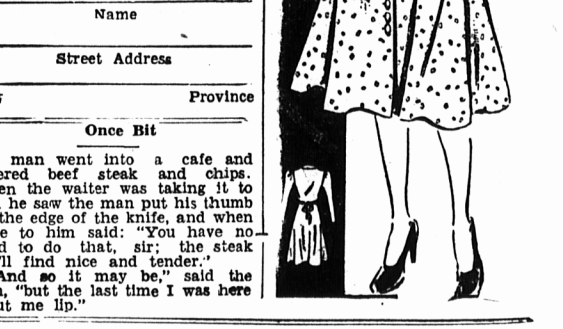 Name
Street Address
Province
Once Bit
man went into a cafe and
ered beef steak and chips.
en the waiter was taking it to
he saw the man put his thumb
the edge of the knife, and when
e to him said: "You have no
d to do that, sir; the steak
'll find nice and tender."
And so it may be," said the
, "but the last time I was here
ut me lip."